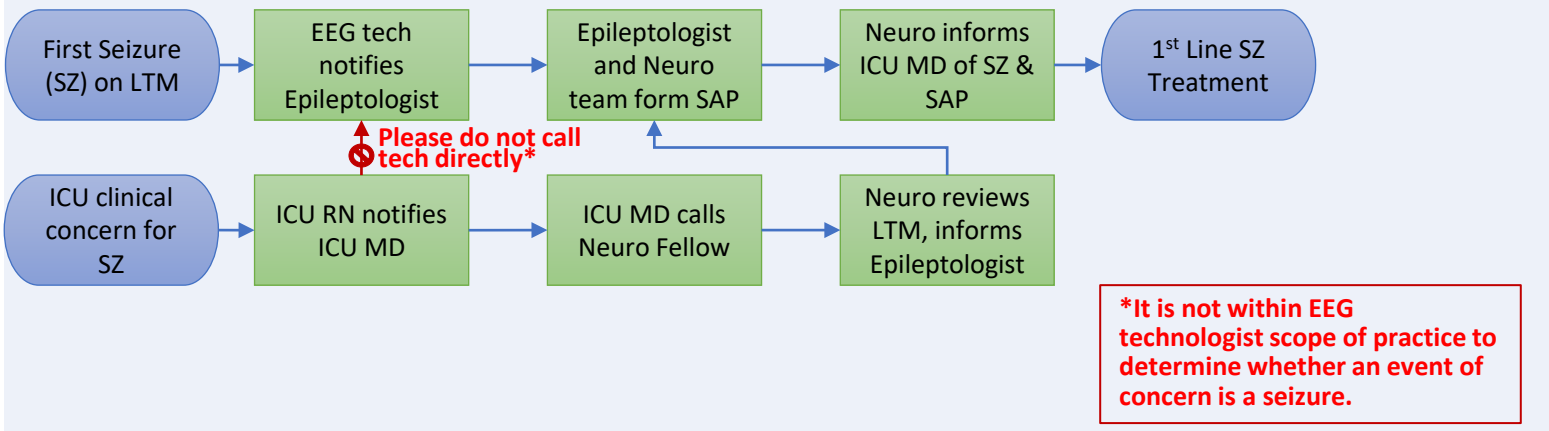 First Seizure
(SZ) on LTM
EEG tech
notifies
Epileptologist
Epileptologist
and Neuro
team form SAP
Neuro informs
ICU MD of SZ &
SAP
1st Line SZ
Treatment
Please do not call
tech directly*
ICU clinical
concern for
SZ
ICU RN notifies
ICU MD
ICU MD calls
Neuro Fellow
Neuro reviews
LTM, informs
Epileptologist
*It is not within EEG
technologist scope of practice to
determine whether an event of
concern is a seizure.